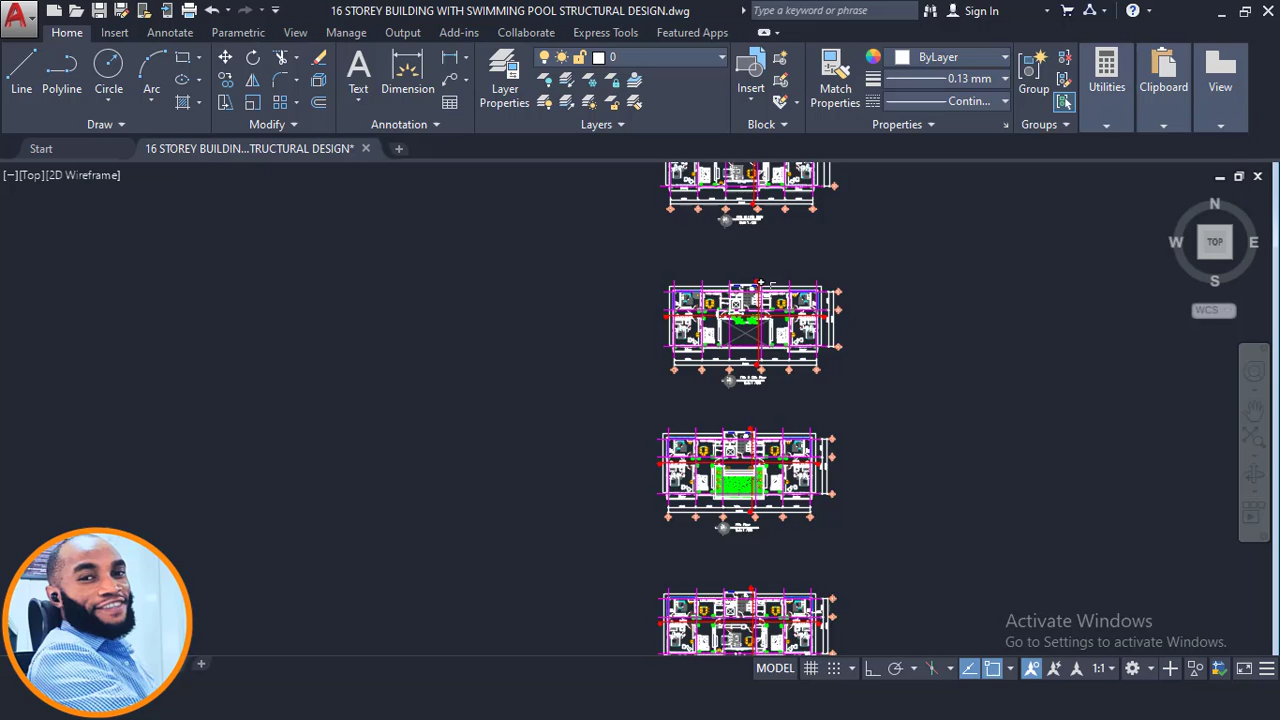 16 STOREY BUILDING WITH SWIMMING POOL STRUCTURAL DESIGN.dwg
Type a keyword or phrase
Sign In
Home Insert Annotate Parametric View Manage Output Add-ins Collaborate Express Tools Featured Apps
Line Polyline Circle Arc
Text Dimension
Layer Properties
0
Insert
Match Properties
ByLayer
0.13 mm
Contin...
Group
Utilities
Clipboard
View
Draw Modify Annotation Layers Block Properties Groups
Start
16 STOREY BUILDIN...TRUCTURAL DESIGN*
[−][Top][2D Wireframe]
N
W TOP E
S
WCS
Activate Windows
Go to Settings to activate Windows.
MODEL
1:1